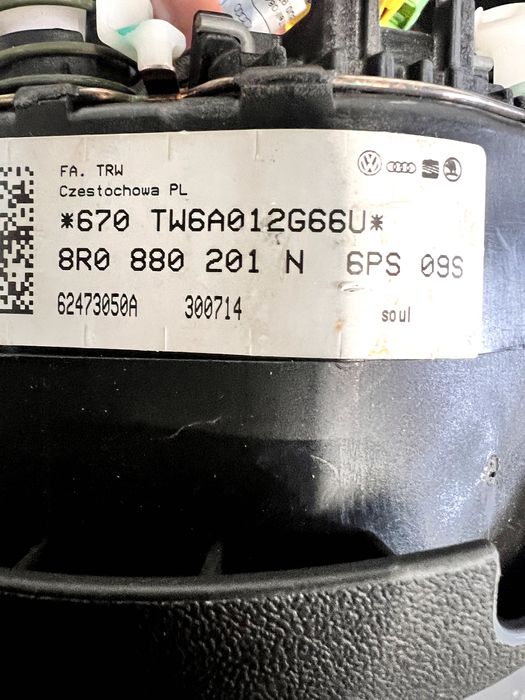 FA. TRW
Czestochowa PL
*670 TW6A012G66U*
8R0 880 201 N 6PS 09S
62473050A 300714 soul